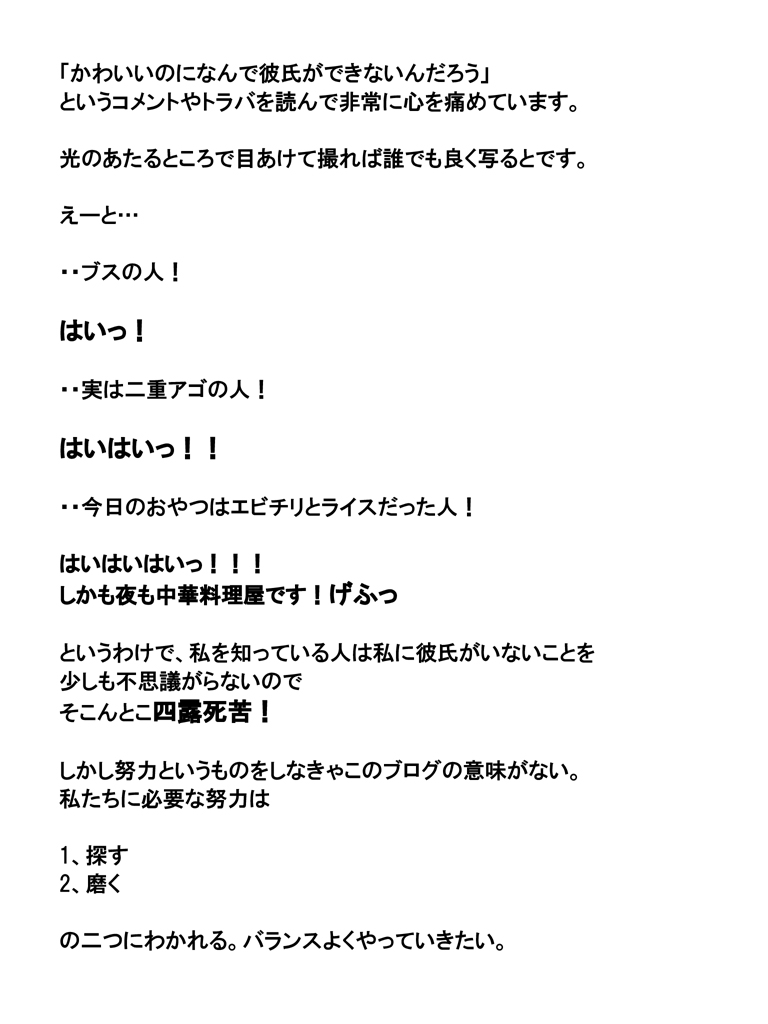 「かわいいのになんで彼氏ができないんだろう」
というコメントやトラバを読んで非常に心を痛めています。
光のあたるところで目あけて撮れば誰でも良く写るとです。
えーと…
・・ブスの人！
はいっ！
・・実は二重アゴの人！
はいはいっ！！
・・今日のおやつはエビチリとライスだった人！
はいはいはいっ！！！
しかも夜も中華料理屋です！げふっ
というわけで、私を知っている人は私に彼氏がいないことを
少しも不思議がらないので
そこんとこ四露死苦！
しかし努力というものをしなきゃこのブログの意味がない。
私たちに必要な努力は
1、探す
2、磨く
の二つにわかれる。バランスよくやっていきたい。